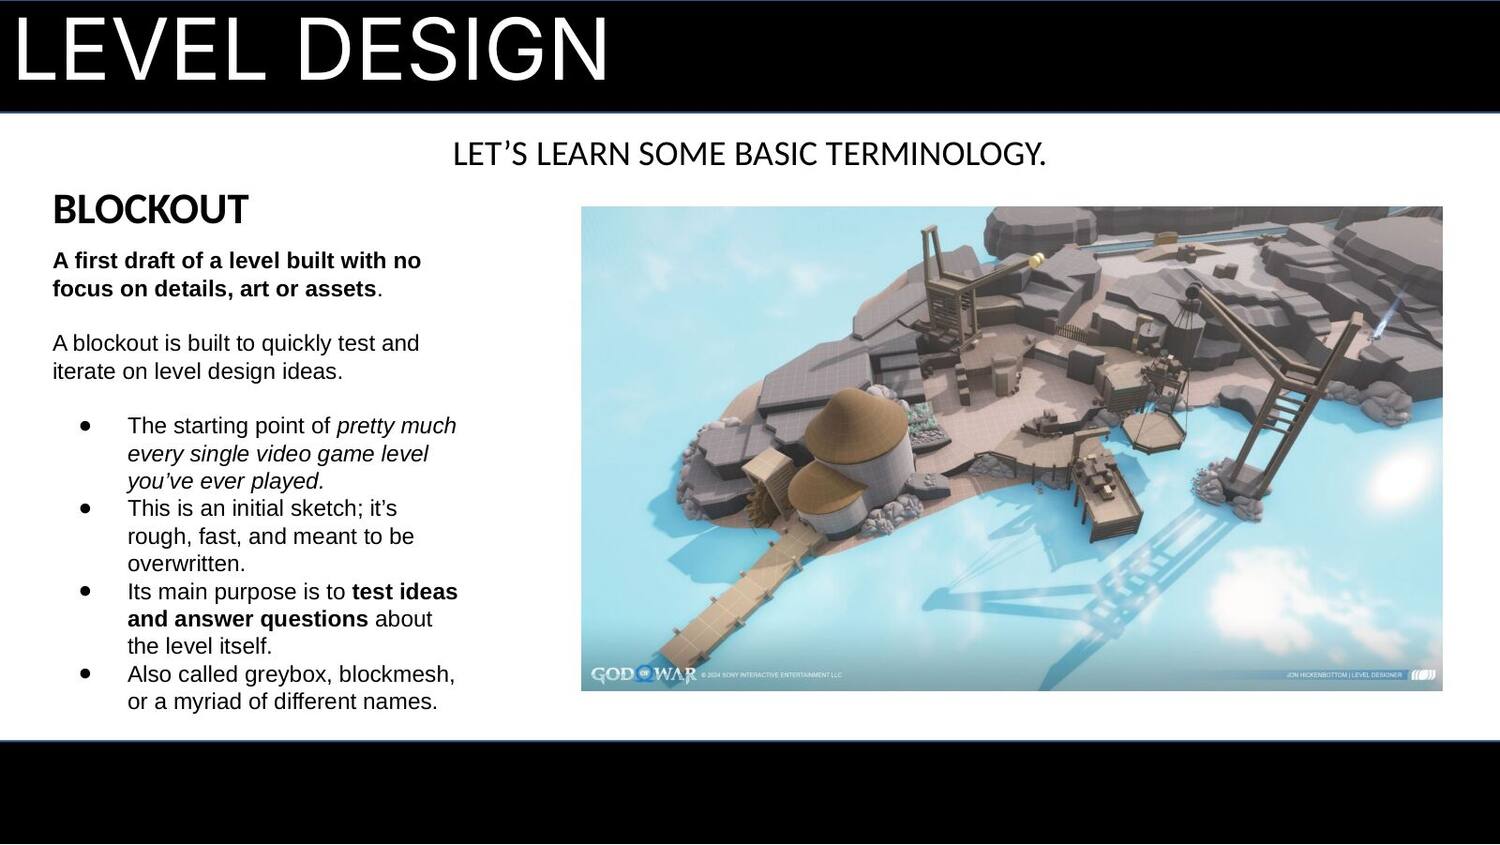 LEVEL DESIGN
LET’S LEARN SOME BASIC TERMINOLOGY.
BLOCKOUT
A first draft of a level built with no
focus on details, art or assets.
A blockout is built to quickly test and
iterate on level design ideas.
● The starting point of pretty much
every single video game level
you’ve ever played.
● This is an initial sketch; it’s
rough, fast, and meant to be
overwritten.
● Its main purpose is to test ideas
and answer questions about
the level itself.
● Also called greybox, blockmesh,
or a myriad of different names.
GOD OF WAR © 2024 SONY INTERACTIVE ENTERTAINMENT LLC
JON HICKENBOTTOM | LEVEL DESIGNER